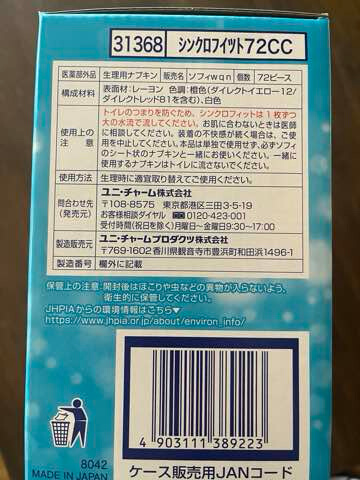 31368 シンクロフィット72CC
医薬部外品 生理用ナプキン 販売名 ソフィwqn 個数 72ピース
構成材料 表面材:レーヨン 色調:橙色(ダイレクトイエロー12/
ダイレクトレッド81を含む)、白色
使用上の注意 トイレのつまりを防ぐため、シンクロフィットは1枚ずつ
大の水流で流してください。お肌に合わないときは医師
に相談してください。装着の不快感が続く場合は、ご使
用を中止してください。本品は単独で使用せず、必ずソフィ
のシート状のナプキンと一緒にお使いください。一緒に
使用するナプキンはトイレに流さないでください。
使用方法 生理時に適宜取り替えてご使用ください。
問合わせ先(発売元) ユニ・チャーム株式会社
〒108-8575 東京都港区三田3-5-19
お客様相談ダイヤル 0120-423-001
受付時間(祝日を除く)月曜日~金曜日9:30~17:00
製造販売元 ユニ・チャームプロダクツ株式会社
〒769-1602香川県観音寺市豊浜町和田浜1496-1
製造番号 欄外に記載
保管上の注意:開封後はほこりや虫などの異物が入らないよう、
衛生的に保管してください。
JHPIAからの環境情報はこちら
https://www.jhpia.or.jp/about/environ_info/
4 903111 389223
8042
MADE IN JAPAN
ケース販売用JANコード